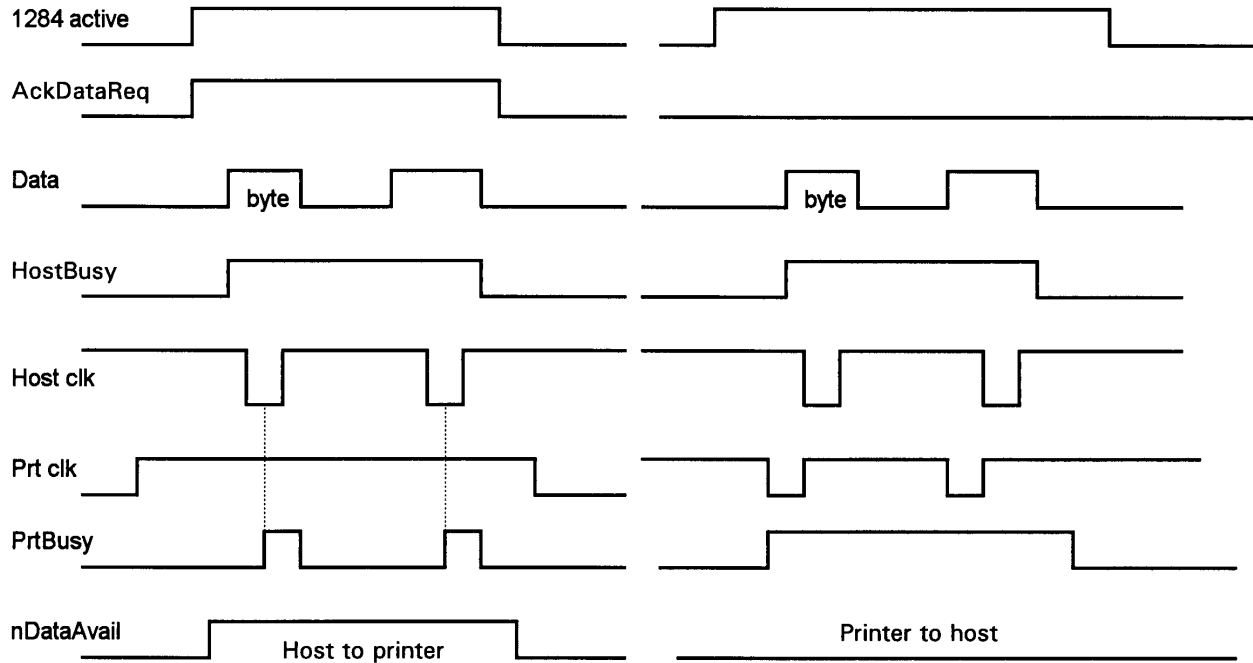 1284 active
AckDataReq
Data
byte
byte
HostBusy
Host clk
Prt clk
PrtBusy
nDataAvail
Host to printer
Printer to host